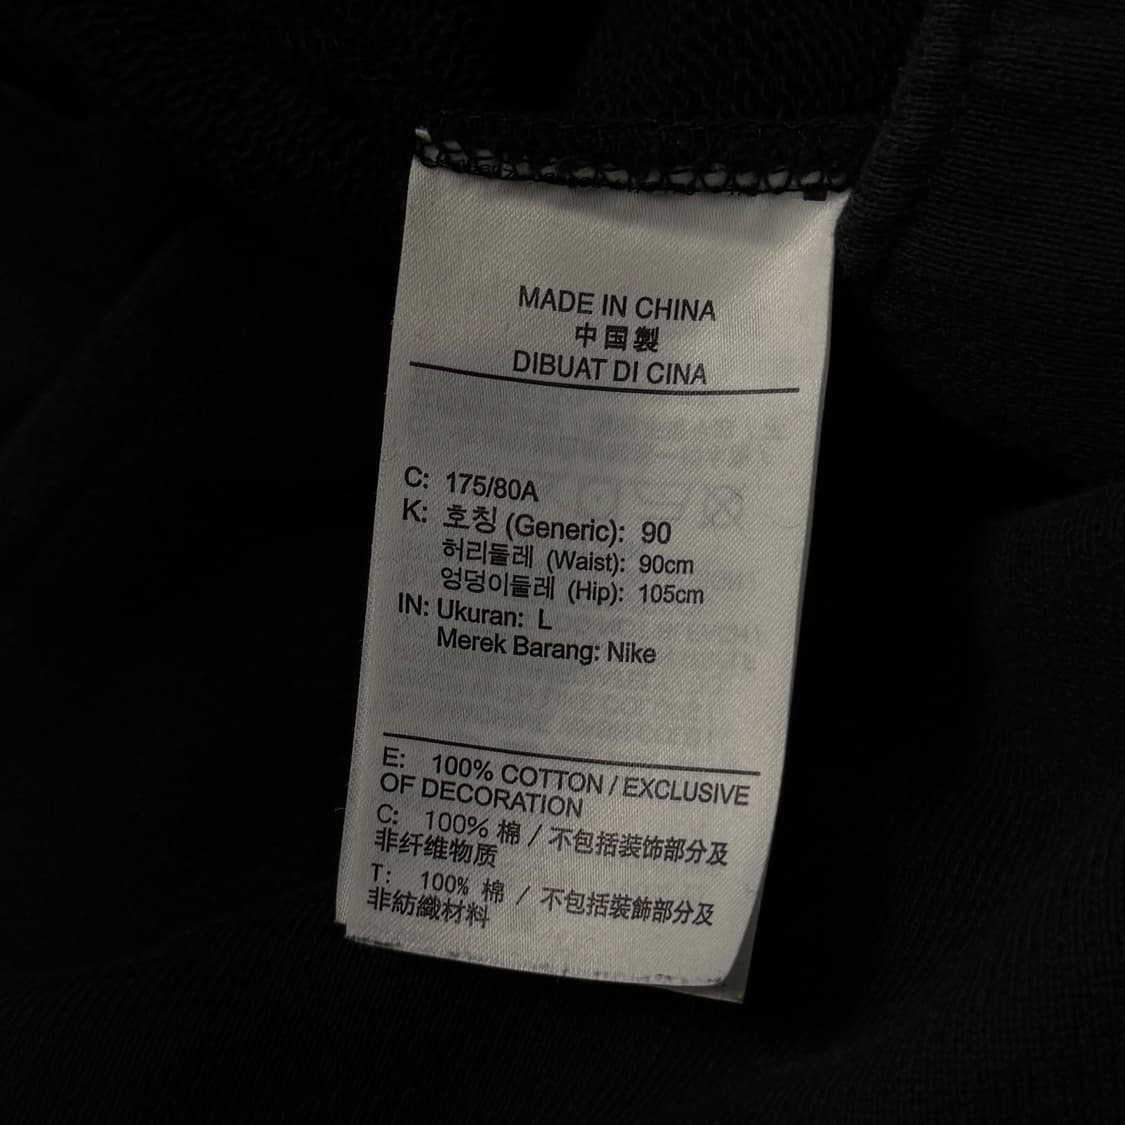 MADE IN CHINA
中国製
DIBUAT DI CINA
C: 175/80A
K: 호칭 (Generic): 90
허리둘레 (Waist): 90cm
엉덩이둘레 (Hip): 105cm
IN: Ukuran: L
Merek Barang: Nike
E: 100% COTTON / EXCLUSIVE
OF DECORATION
C: 100% 棉 / 不包括装饰部分及
非纤维物质
T: 100% 棉 / 不包括裝飾部分及
非紡織材料